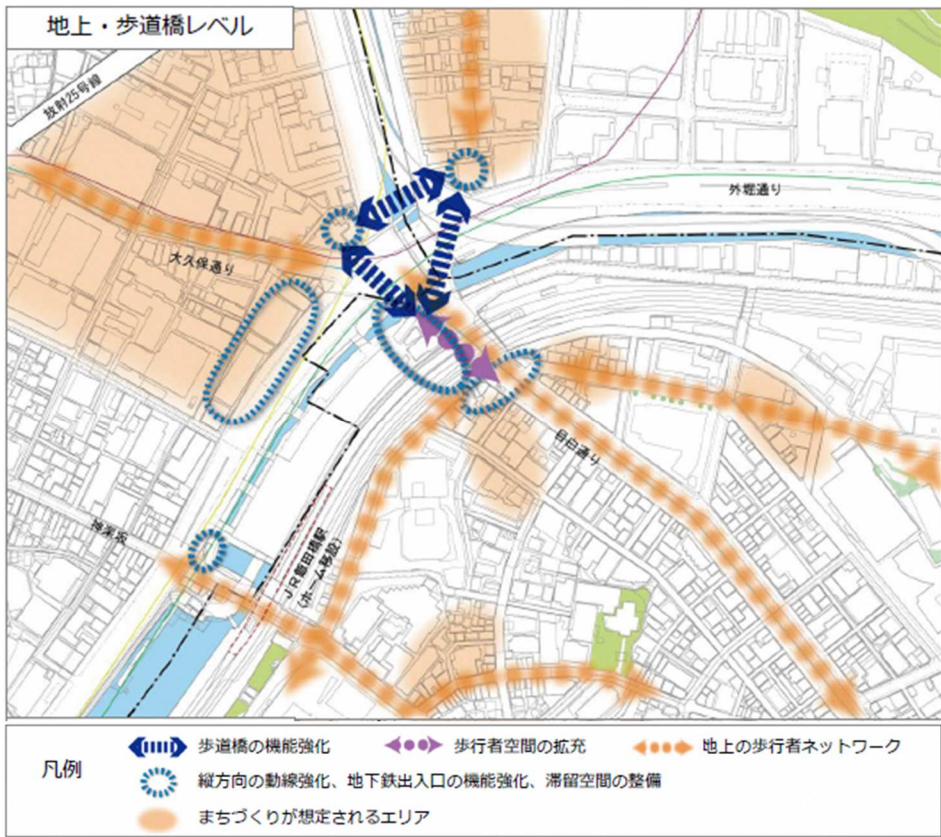 地上・歩道橋レベル
放射25号線
外堀通り
大久保通り
目白通り
神楽坂
JR飯田橋駅
(ホーム移設)
凡例
歩道橋の機能強化
歩行者空間の拡充
地上の歩行者ネットワーク
縦方向の動線強化、地下鉄出入口の機能強化、滞留空間の整備
まちづくりが想定されるエリア